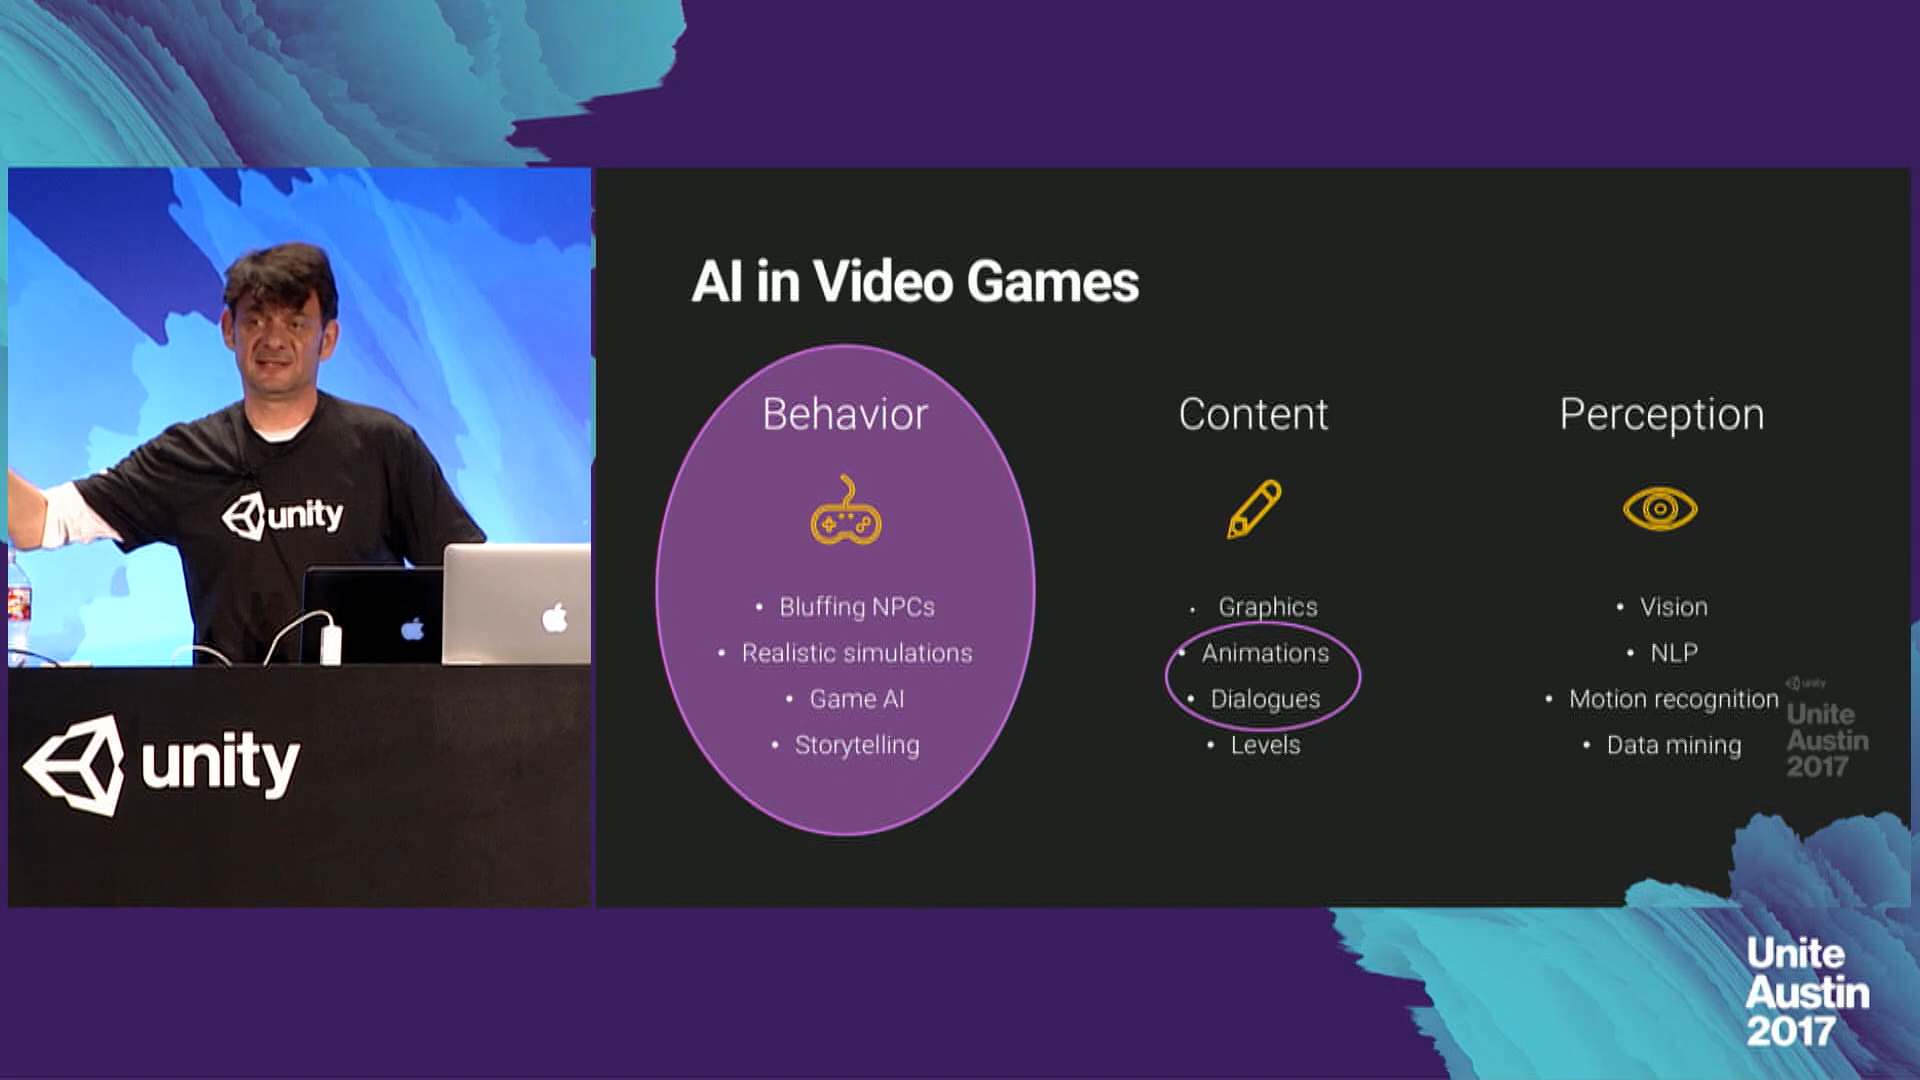 AI in Video Games
Behavior
• Bluffing NPCs
• Realistic simulations
• Game AI
• Storytelling
Content
• Graphics
• Animations
• Dialogues
• Levels
Perception
• Vision
• NLP
• Motion recognition
• Data mining
unity
unity
unity
Unite
Austin
2017
Unite
Austin
2017